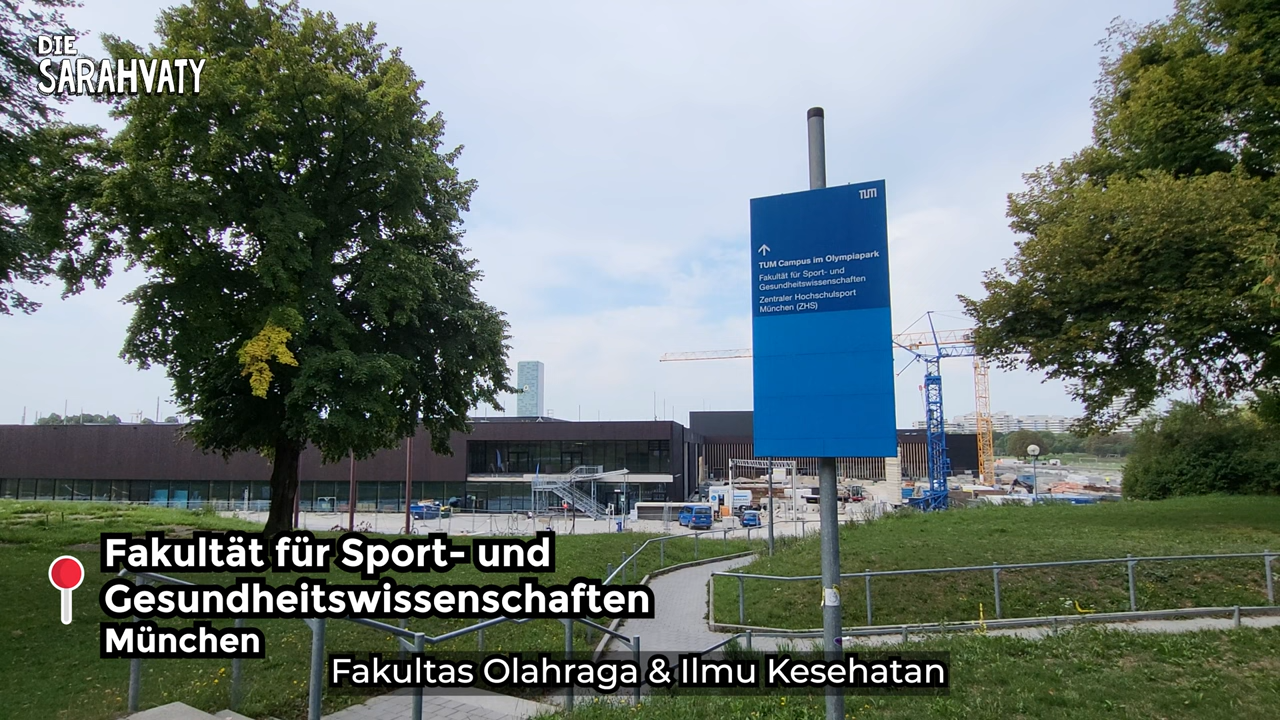 DIE
SARAHVATY
TUM
TUM Campus im Olympiapark
Fakultät für Sport- und
Gesundheitswissenschaften
Zentraler Hochschulsport
München (ZHS)
Fakultät für Sport- und
Gesundheitswissenschaften
München
Fakultas Olahraga & Ilmu Kesehatan